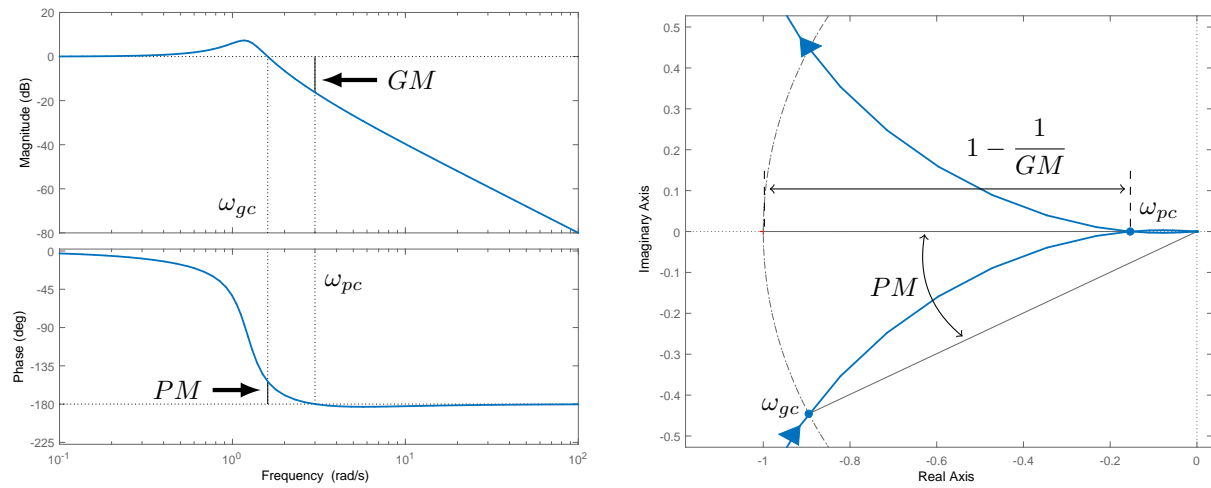 0
-20
-40
-60
-80
Magnitude (dB)
GM
ω_gc
0
-45
-90
-135
-180
-225
Phase (deg)
ω_pc
PM
10^-1
10^0
10^1
10^2
Frequency (rad/s)
0.5
0.4
0.3
0.2
0.1
0
-0.1
-0.2
-0.3
-0.4
-0.5
Imaginary Axis
1 − 1/GM
ω_pc
PM
ω_gc
-1 -0.8 -0.6 -0.4 -0.2 0
Real Axis